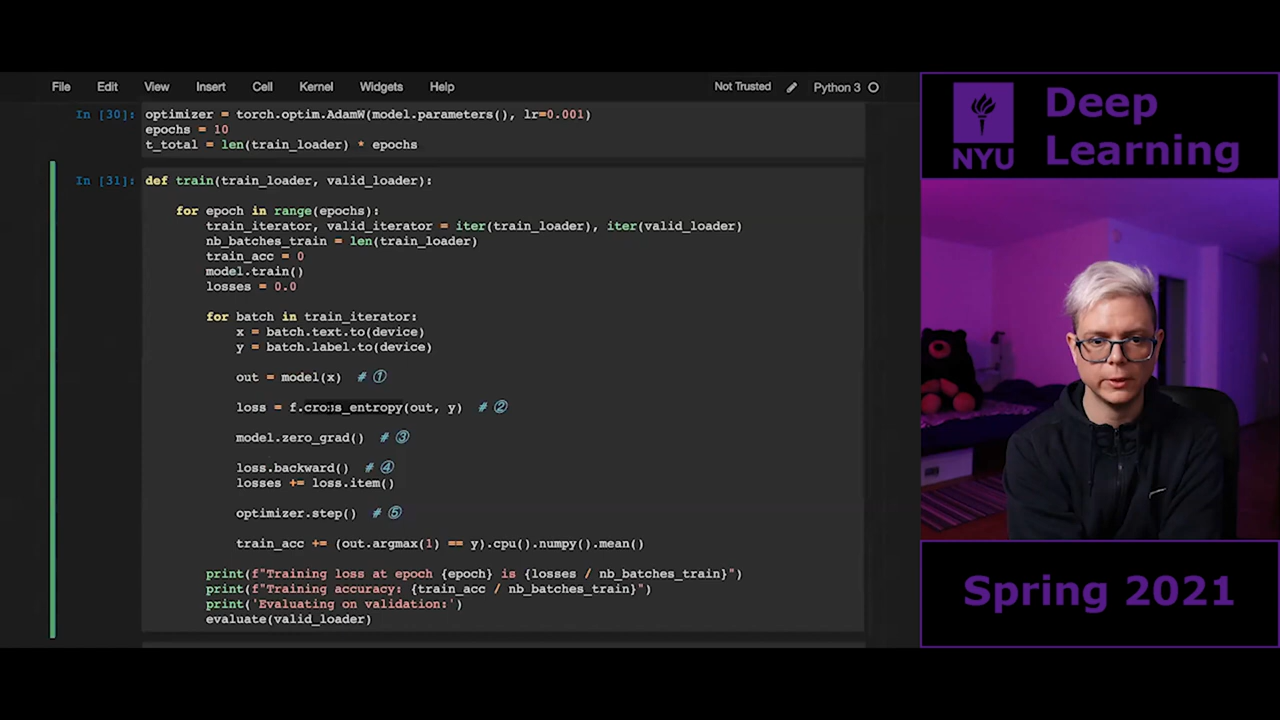 File Edit View Insert Cell Kernel Widgets Help Not Trusted Python 3
In [30]: optimizer = torch.optim.AdamW(model.parameters(), lr=0.001)
epochs = 10
t_total = len(train_loader) * epochs
In [31]: def train(train_loader, valid_loader):
for epoch in range(epochs):
train_iterator, valid_iterator = iter(train_loader), iter(valid_loader)
nb_batches_train = len(train_loader)
train_acc = 0
model.train()
losses = 0.0
for batch in train_iterator:
x = batch.text.to(device)
y = batch.label.to(device)
out = model(x) # ①
loss = f.cross_entropy(out, y) # ②
model.zero_grad() # ③
loss.backward() # ④
losses += loss.item()
optimizer.step() # ⑤
train_acc += (out.argmax(1) == y).cpu().numpy().mean()
print(f"Training loss at epoch {epoch} is {losses / nb_batches_train}")
print(f"Training accuracy: {train_acc / nb_batches_train}")
print('Evaluating on validation:')
evaluate(valid_loader)
NYU
Deep
Learning
Spring 2021